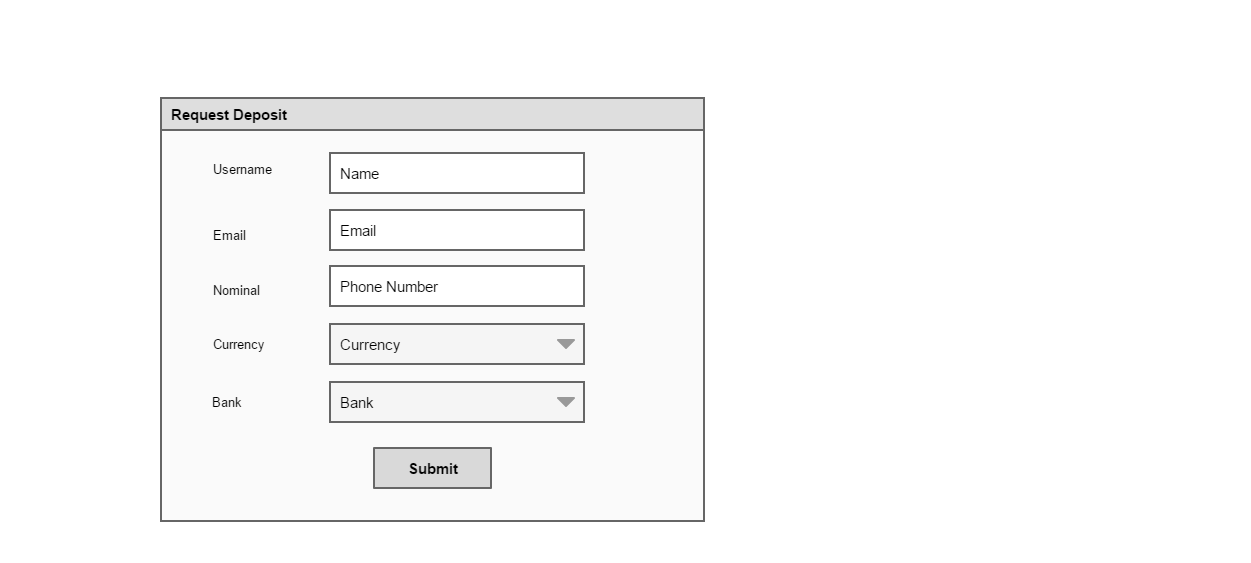 Request Deposit
Username
Name
Email
Email
Nominal
Phone Number
Currency
Currency
Bank
Bank
Submit